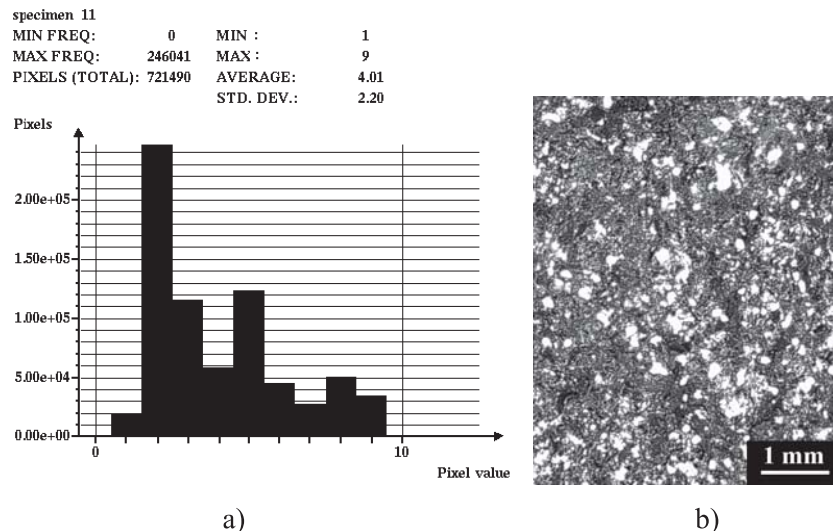 specimen 11
MIN FREQ: 0 MIN : 1
MAX FREQ: 246041 MAX : 9
PIXELS (TOTAL): 721490 AVERAGE: 4.01
STD. DEV.: 2.20
Pixels
2.00e+05
1.50e+05
1.00e+05
5.00e+04
0.00e+00
0 10
Pixel value
1 mm
a) b)